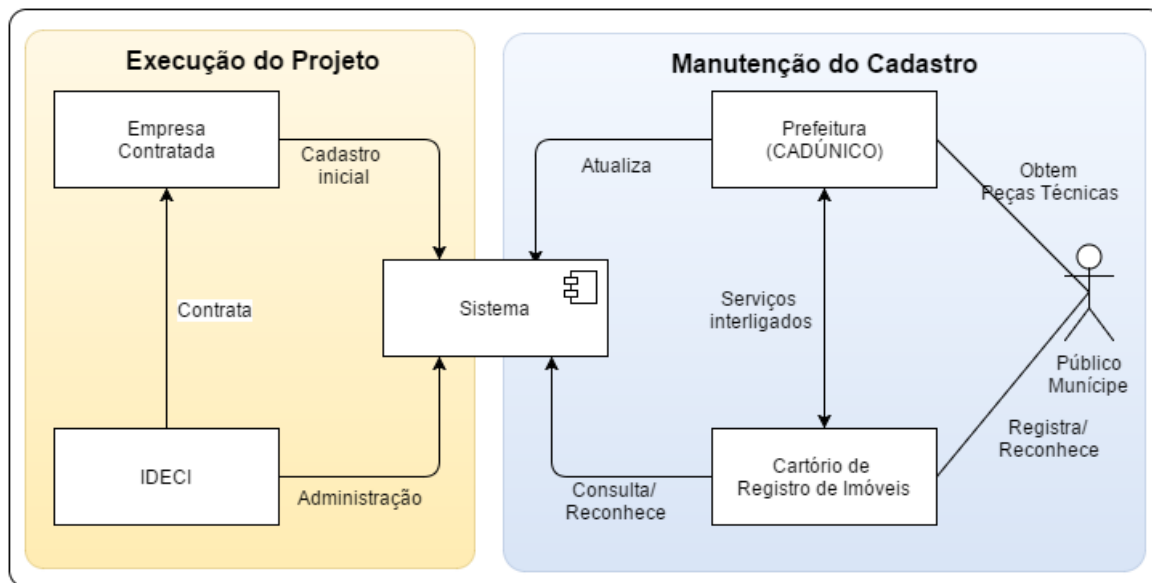 Execução do Projeto
Manutenção do Cadastro
Empresa
Contratada
Cadastro
inicial
Prefeitura
(CADÚNICO)
Atualiza
Obtem
Peças Técnicas
Contrata
Sistema
Serviços
interligados
Público
Munícipe
IDECI
Administração
Consulta/
Reconhece
Cartório de
Registro de Imóveis
Registra/
Reconhece